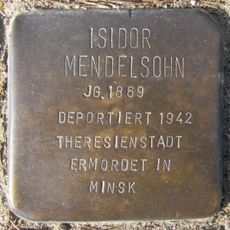 ISIDOR
MENDELSOHN
JG. 1869
DEPORTIERT 1942
THERESIENSTADT
ERMORDET IN
MINSK